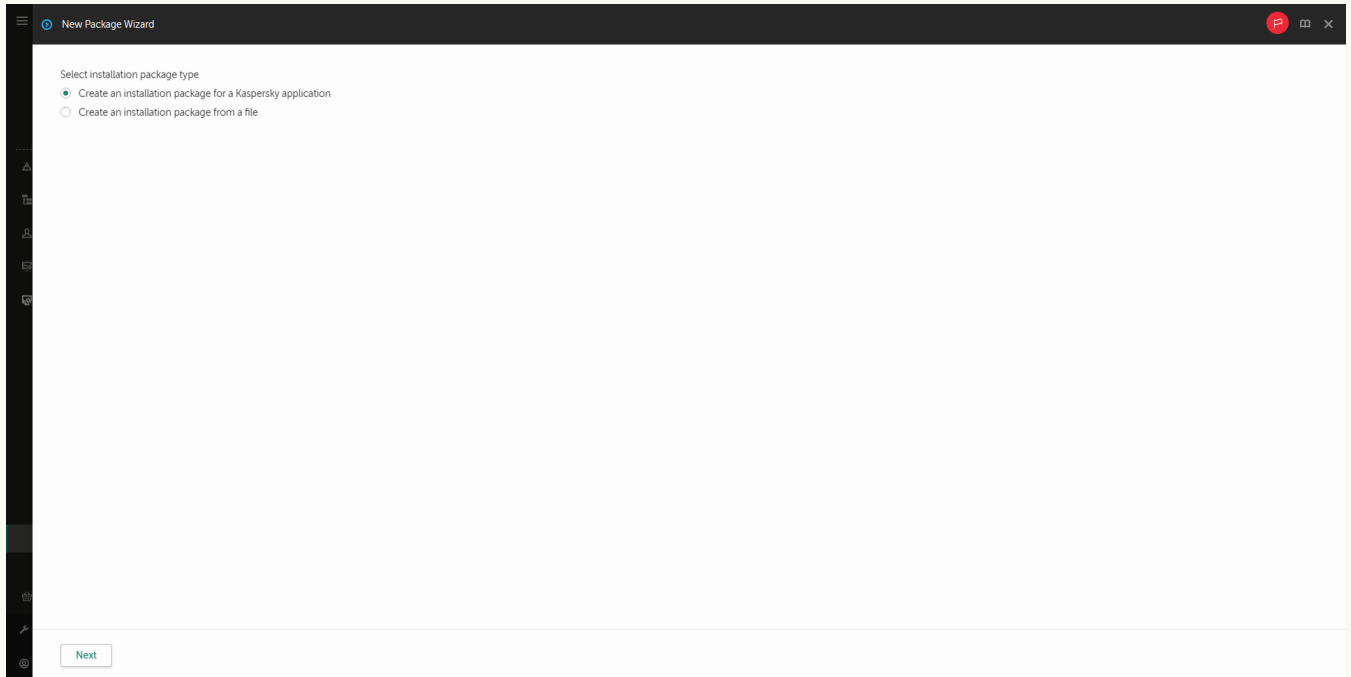 New Package Wizard
Select installation package type
Create an installation package for a Kaspersky application
Create an installation package from a file
Next